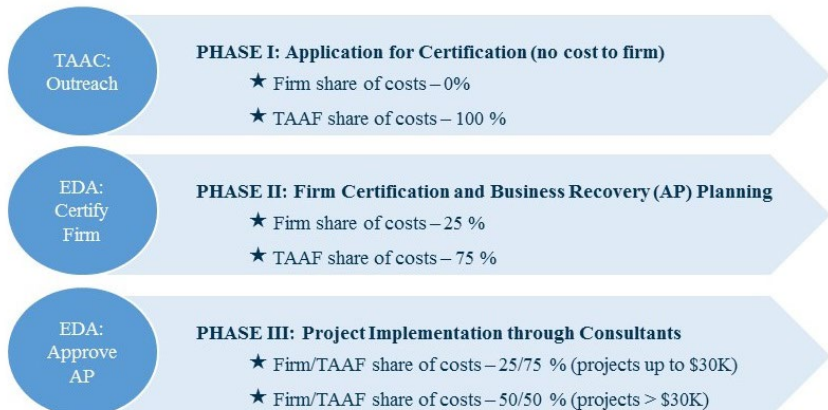 TAAC:
Outreach
PHASE I: Application for Certification (no cost to firm)
★ Firm share of costs – 0%
★ TAAF share of costs – 100 %
EDA:
Certify
Firm
PHASE II: Firm Certification and Business Recovery (AP) Planning
★ Firm share of costs – 25 %
★ TAAF share of costs – 75 %
EDA:
Approve
AP
PHASE III: Project Implementation through Consultants
★ Firm/TAAF share of costs – 25/75 % (projects up to $30K)
★ Firm/TAAF share of costs – 50/50 % (projects > $30K)